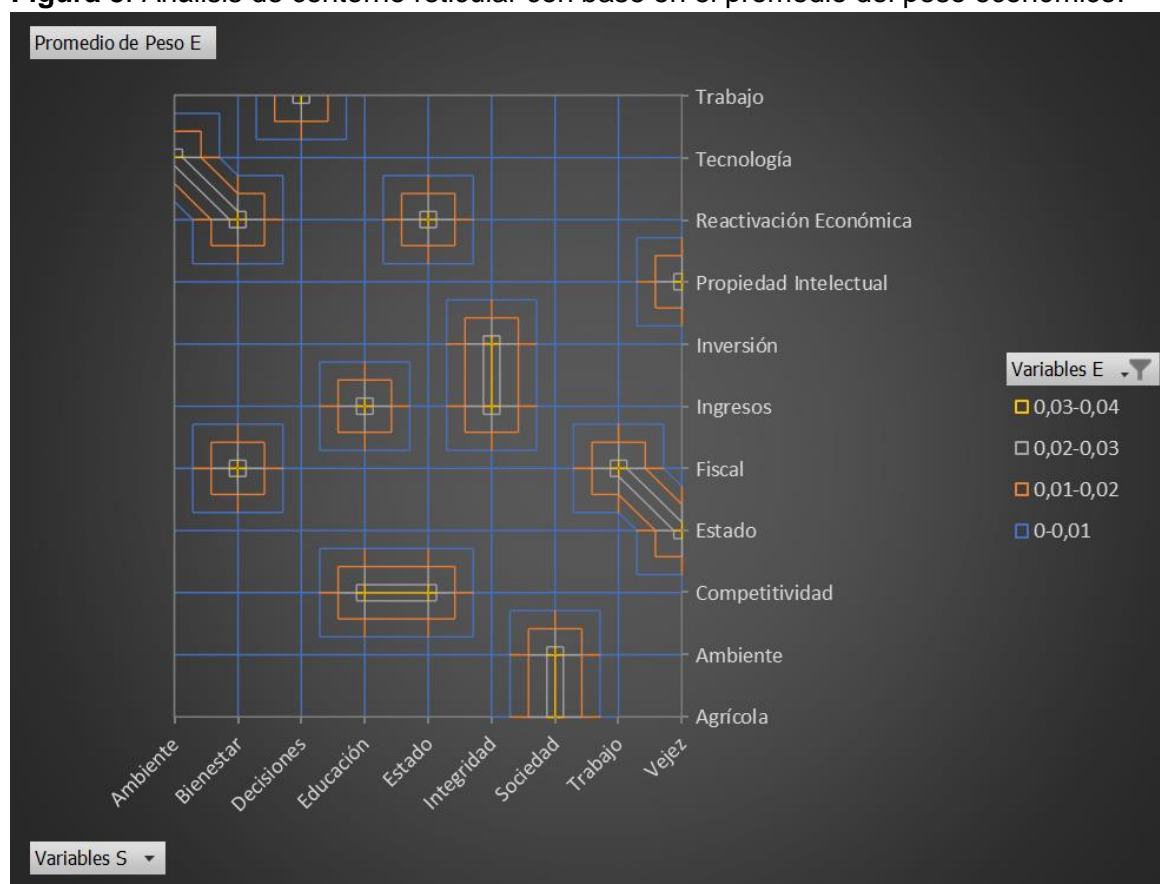 Figura 6. Análisis de contorno reticular con base en el promedio del peso económico.
Promedio de Peso E
Trabajo
Tecnología
Reactivación Económica
Propiedad Intelectual
Inversión
Ingresos
Fiscal
Estado
Competitividad
Ambiente
Agrícola
Variables E
0,03-0,04
0,02-0,03
0,01-0,02
0-0,01
Ambiente
Bienestar
Decisiones
Educación
Estado
Integridad
Sociedad
Trabajo
Vejez
Variables S